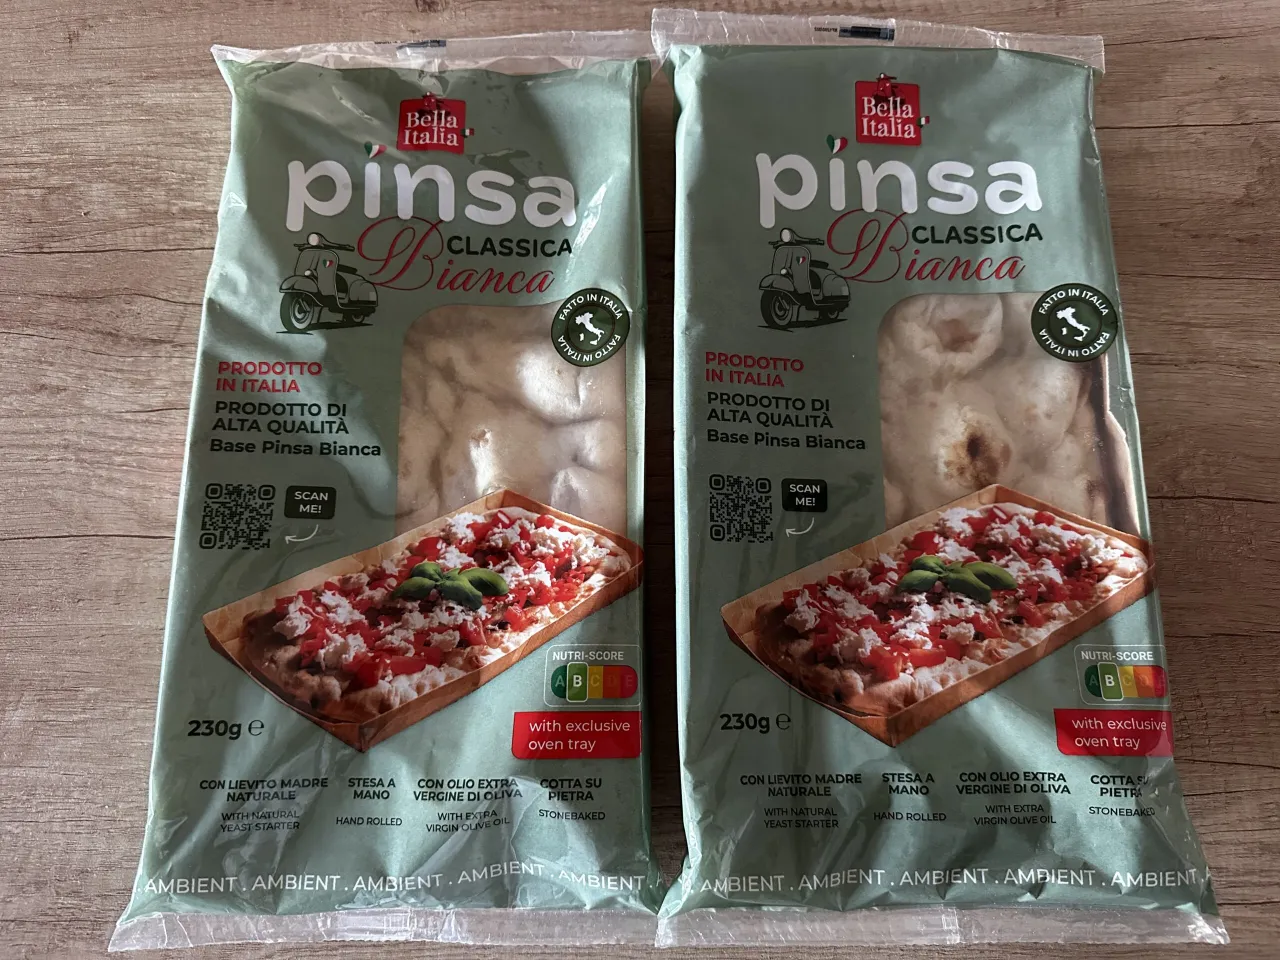 Bella
Italia
pinsa
CLASSICA
Bianca
FATTO IN ITALIA
FATTO IN ITALIA
PRODOTTO
IN ITALIA
PRODOTTO DI
ALTA QUALITÀ
Base Pinsa Bianca
SCAN
ME!
NUTRI-SCORE
A B C D E
230g e
with exclusive
oven tray
CON LIEVITO MADRE
NATURALE
WITH NATURAL
YEAST STARTER
STESA A
MANO
HAND ROLLED
CON OLIO EXTRA
VERGINE DI OLIVA
WITH EXTRA
VIRGIN OLIVE OIL
COTTA SU
PIETRA
STONEBAKED
. AMBIENT . AMBIENT . AMBIENT . AMBIENT . AMBIENT .
Bella
Italia
pinsa
CLASSICA
Bianca
FATTO IN ITALIA
FATTO IN ITALIA
PRODOTTO
IN ITALIA
PRODOTTO DI
ALTA QUALITÀ
Base Pinsa Bianca
SCAN
ME!
NUTRI-SCORE
A B C D
230g e
with exclusive
oven tray
CON LIEVITO MADRE
NATURALE
WITH NATURAL
YEAST STARTER
STESA A
MANO
HAND ROLLED
CON OLIO EXTRA
VERGINE DI OLIVA
WITH EXTRA
VIRGIN OLIVE OIL
COTTA SU
PIETRA
STONEBAKED
. AMBIENT . AMBIENT . AMBIENT . AMBIENT . AMBIENT .